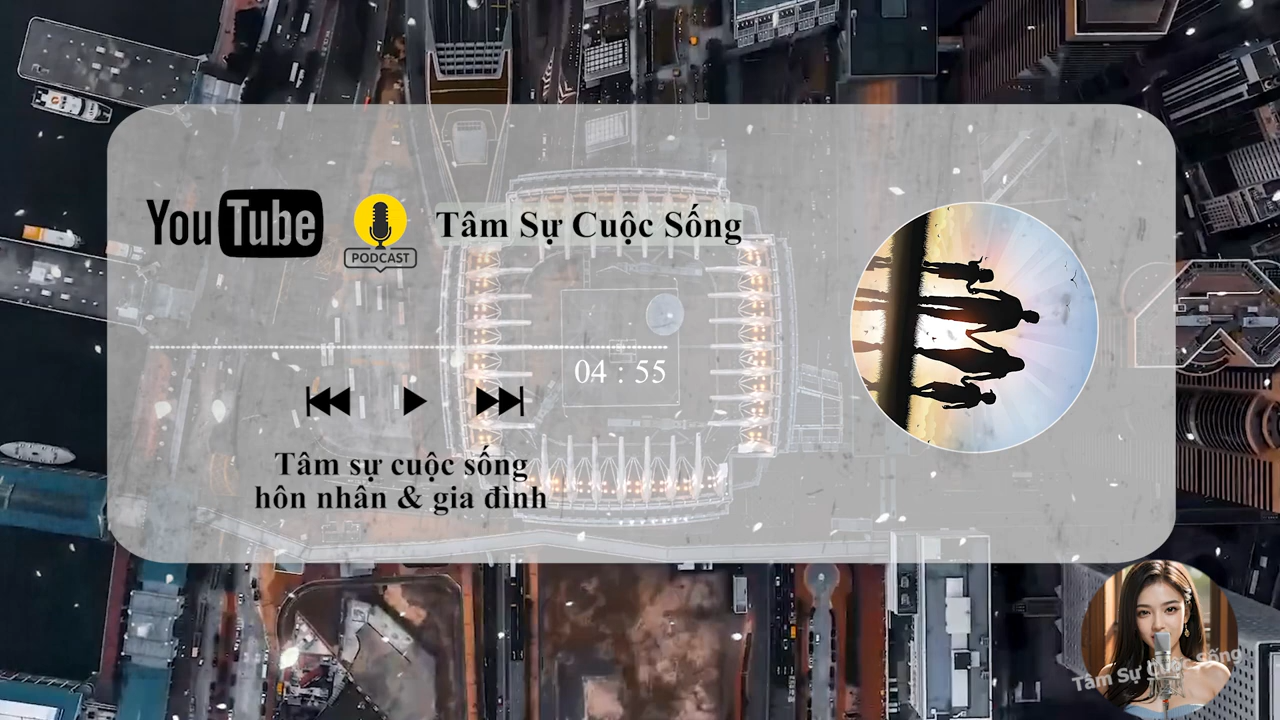 YouTube
PODCAST
Tâm Sự Cuộc Sống
04 : 55
Tâm sự cuộc sống
hôn nhân & gia đình
Tâm Sự Cuộc Sống